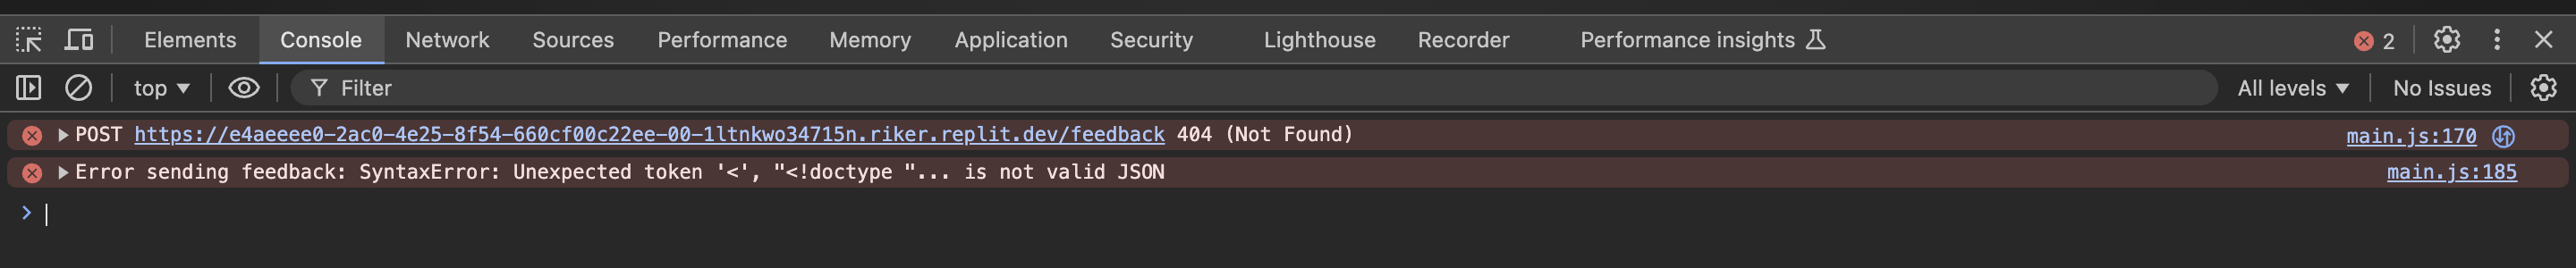 Elements Console Network Sources Performance Memory Application Security Lighthouse Recorder Performance insights 2
top Filter All levels No Issues
POST https://e4aeeee0-2ac0-4e25-8f54-660cf00c22ee-00-1ltnkwo34715n.riker.replit.dev/feedback 404 (Not Found) main.js:170
Error sending feedback: SyntaxError: Unexpected token '<', "<!doctype "... is not valid JSON main.js:185